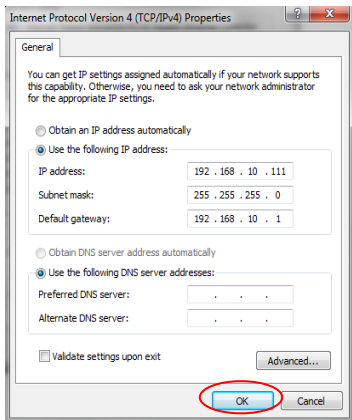 Internet Protocol Version 4 (TCP/IPv4) Properties
General
You can get IP settings assigned automatically if your network supports
this capability. Otherwise, you need to ask your network administrator
for the appropriate IP settings.
Obtain an IP address automatically
Use the following IP address:
IP address: 192 . 168 . 10 . 111
Subnet mask: 255 . 255 . 255 . 0
Default gateway: 192 . 168 . 10 . 1
Obtain DNS server address automatically
Use the following DNS server addresses:
Preferred DNS server: . . .
Alternate DNS server: . . .
Validate settings upon exit
Advanced...
OK Cancel